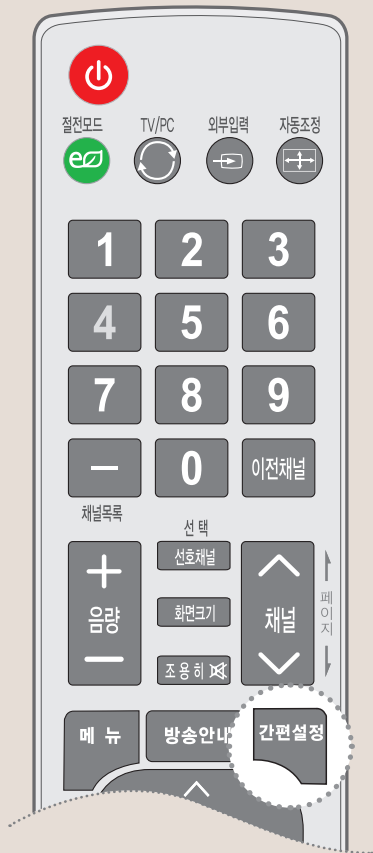 절전모드 TV/PC 외부입력 자동조정
1 2 3
4 5 6
7 8 9
0 이전채널
채널목록
선 택
선호채널
음량
화면크기
채널
페이지
조 용 히
메 뉴 방송안내 간편설정